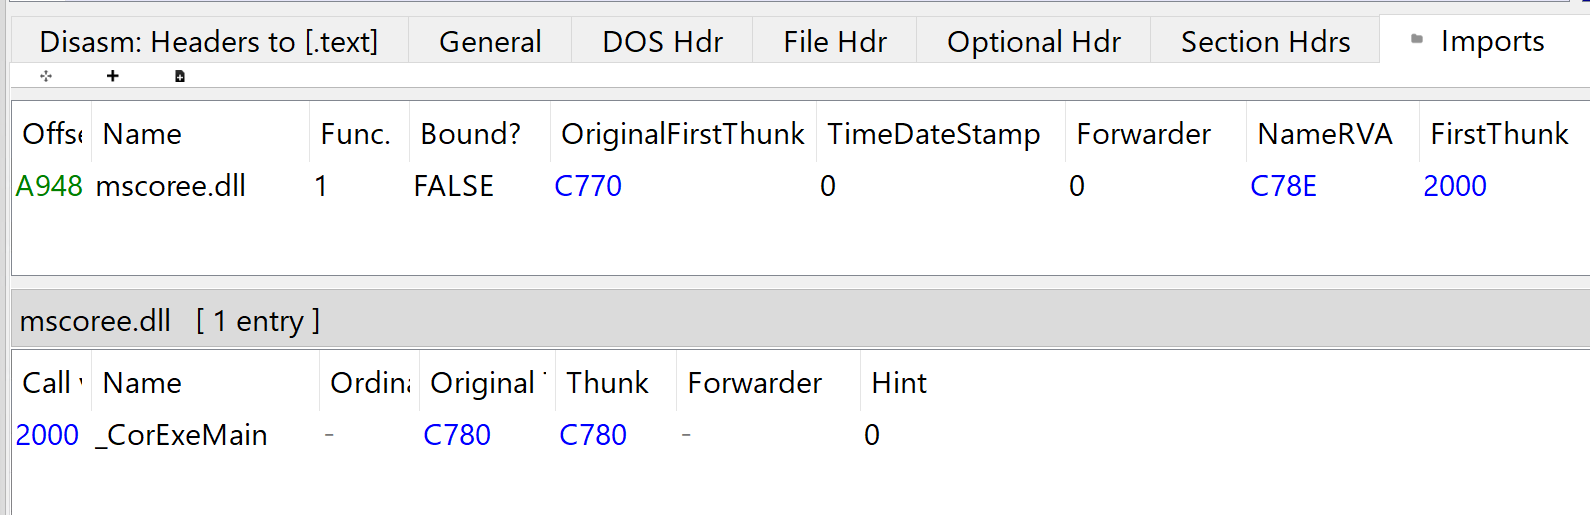 Disasm: Headers to [.text] General DOS Hdr File Hdr Optional Hdr Section Hdrs Imports
Name Func. Bound? OriginalFirstThunk TimeDateStamp Forwarder NameRVA FirstThunk
A948 mscoree.dll 1 FALSE C770 0 0 C78E 2000
mscoree.dll [ 1 entry ]
Call Name Original Thunk Forwarder Hint
2000 _CorExeMain - C780 C780 - 0